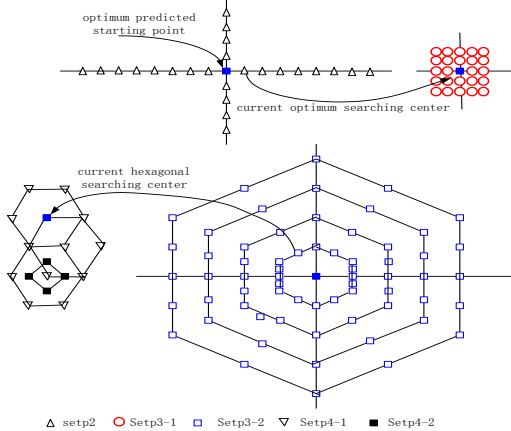 optimum predicted
starting point
current optimum searching center
current hexagonal
searching center
setp2 Setp3-1 Setp3-2 Setp4-1 Setp4-2